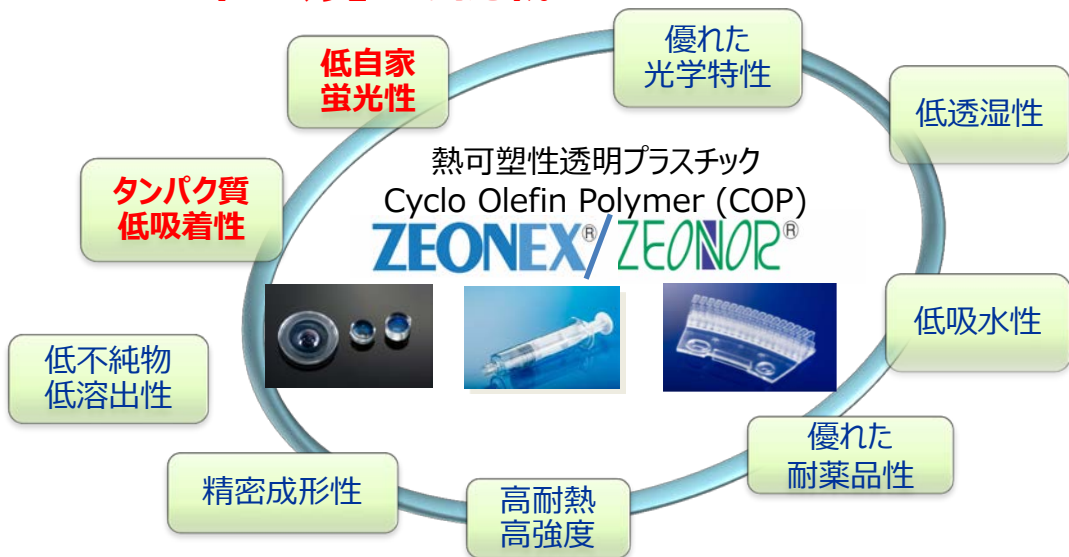 優れた
光学特性
低自家
蛍光性
低透湿性
熱可塑性透明プラスチック
Cyclo Olefin Polymer (COP)
ZEONEX®/ZEONOR®
タンパク質
低吸着性
低吸水性
低不純物
低溶出性
優れた
耐薬品性
精密成形性
高耐熱
高強度